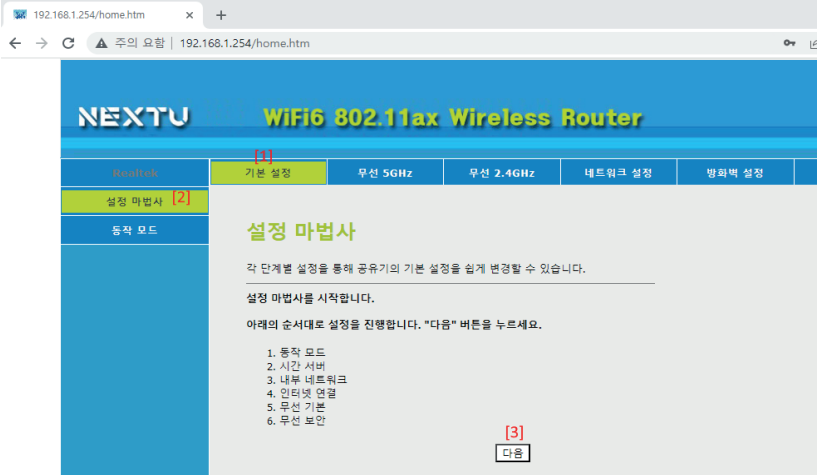 192.168.1.254/home.htm
주의 요함 | 192.168.1.254/home.htm
NEXTU WiFi6 802.11ax Wireless Router
[1]
Realtek 기본 설정 무선 5GHz 무선 2.4GHz 네트워크 설정 방화벽 설정
설정 마법사 [2]
동작 모드
설정 마법사
각 단계별 설정을 통해 공유기의 기본 설정을 쉽게 변경할 수 있습니다.
설정 마법사를 시작합니다.
아래의 순서대로 설정을 진행합니다. "다음" 버튼을 누르세요.
1. 동작 모드
2. 시간 서버
3. 내부 네트워크
4. 인터넷 연결
5. 무선 기본
6. 무선 보안
[3]
다음